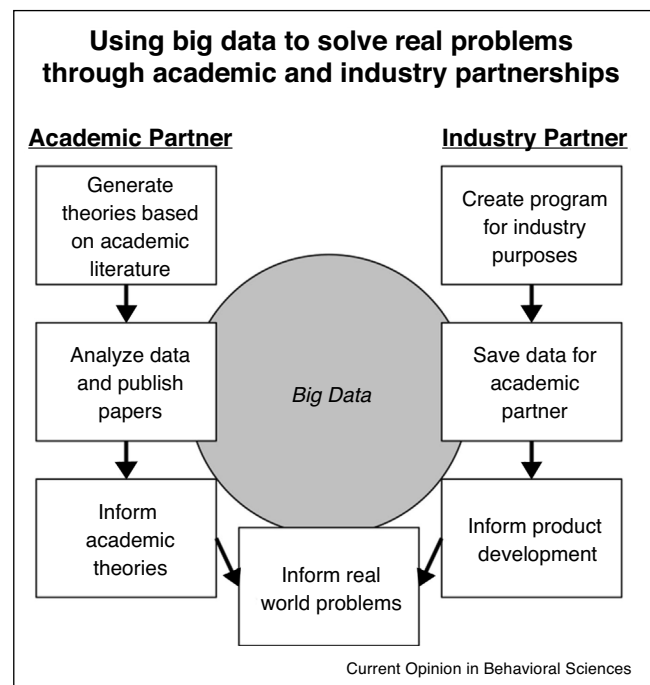 Using big data to solve real problems
through academic and industry partnerships
Academic Partner
Generate
theories based
on academic
literature
Analyze data
and publish
papers
Inform
academic
theories
Industry Partner
Create program
for industry
purposes
Save data for
academic
partner
Inform product
development
Big Data
Inform real
world problems
Current Opinion in Behavioral Sciences